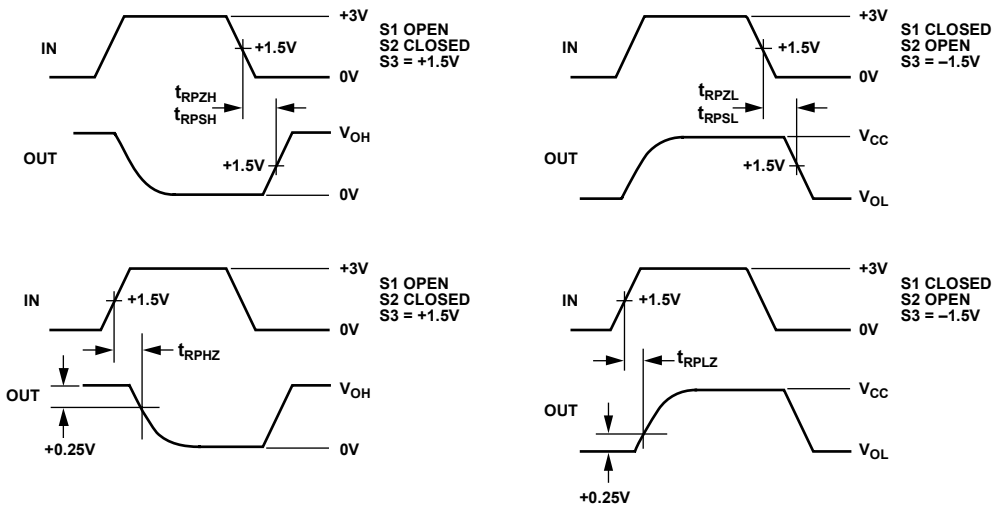 +3V
S1 OPEN
S2 CLOSED
S3 = +1.5V
IN
+1.5V
0V
tRPZH
tRPSH
VOH
OUT
+1.5V
0V
+3V
S1 CLOSED
S2 OPEN
S3 = –1.5V
IN
+1.5V
0V
tRPZL
tRPSL
VCC
OUT
+1.5V
VOL
+3V
S1 OPEN
S2 CLOSED
S3 = +1.5V
IN
+1.5V
0V
tRPHZ
VOH
OUT
0V
+0.25V
+3V
S1 CLOSED
S2 OPEN
S3 = –1.5V
IN
+1.5V
0V
tRPLZ
VCC
OUT
VOL
+0.25V